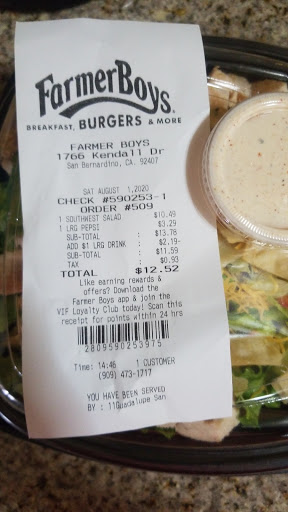 FarmerBoys.
BREAKFAST, BURGERS & MORE
FARMER BOYS
1766 Kendall Dr
San Bernardino, CA. 92407
SAT AUGUST 1,2020
CHECK #590253-1
ORDER #509
1 SOUTHWEST SALAD $10.49
1 LRG PEPSI $3.29
SUB-TOTAL : $13.78
ADD $1 LRG DRINK : $2.19-
SUB-TOTAL : $11.59
TAX : $0.93
TOTAL $12.52
Like earning rewards &
offers? Download the
Farmer Boys app & join the
VIF Loyalty Club today! Scan this
receipt for points within 24 hrs
2809590253975
Time: 14:46 1 CUSTOMER
(909) 473-1717
YOU HAVE BEEN SERVED
BY : 11Guadalupe San